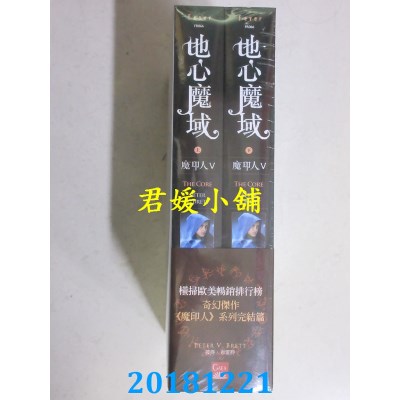 地心魔域
上
魔印人V
THE CORE
地心魔域
下
魔印人V
THE CORE
君媛小舖
橫掃歐美暢銷排行榜
奇幻傑作
《魔印人》系列完結篇
PETER V. BRETT
20181221